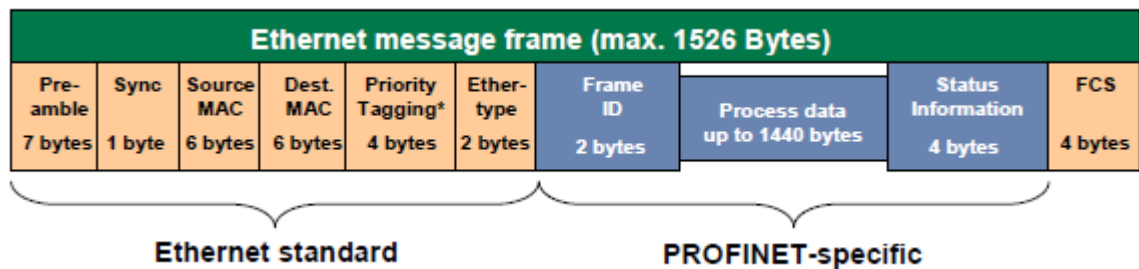 Ethernet message frame (max. 1526 Bytes)
Pre-
amble
7 bytes
Sync
1 byte
Source
MAC
6 bytes
Dest.
MAC
6 bytes
Priority
Tagging*
4 bytes
Ether-
type
2 bytes
Frame
ID
2 bytes
Process data
up to 1440 bytes
Status
Information
4 bytes
FCS
4 bytes
Ethernet standard
PROFINET-specific